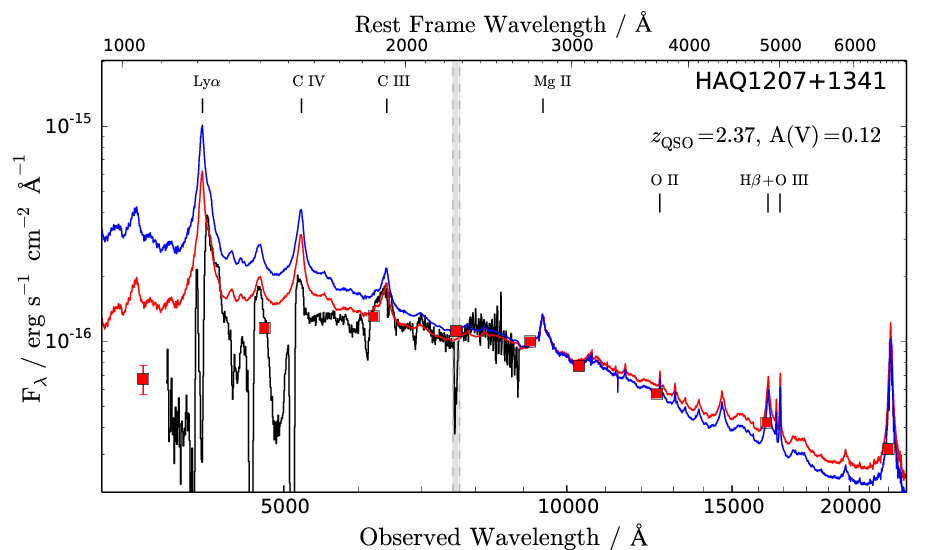 Rest Frame Wavelength / Å
1000 2000 3000 4000 5000 6000
Lyα C IV C III Mg II
HAQ1207+1341
z_QSO=2.37, A(V)=0.12
O II Hβ+O III
10^-15
10^-16
F_λ / erg s^-1 cm^-2 Å^-1
5000 10000 15000 20000
Observed Wavelength / Å